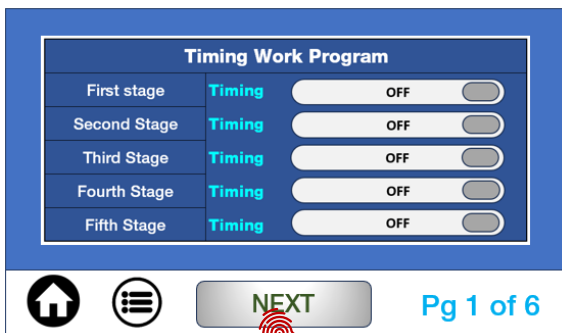 Timing Work Program
First stage Timing OFF
Second Stage Timing OFF
Third Stage Timing OFF
Fourth Stage Timing OFF
Fifth Stage Timing OFF
NEXT Pg 1 of 6